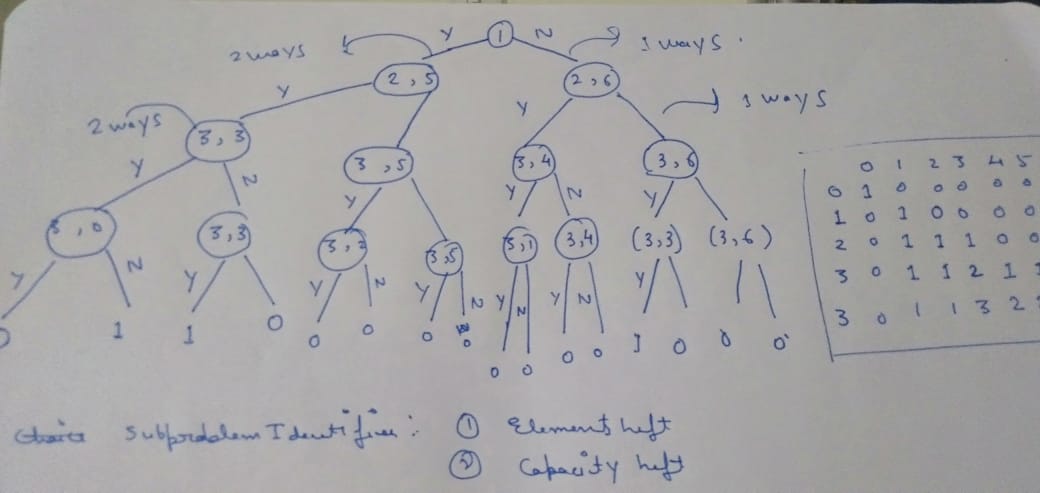 Y 1 N
2 ways 1 ways
2,5 2,6
Y Y 1 ways
2 ways
3,3 3,5 3,4 3,6
Y N Y Y N Y
3,0 3,3 3,2 3,5 3,1 3,4 (3,3) (3,6)
Y N Y Y N Y N Y N Y N Y
0 1 1 0 0 0 0 0 0 0 0 0 1 0 0 0
0 1 2 3 4 5
0 1 0 0 0 0 0
1 0 1 0 0 0 0
2 0 1 1 1 0 0
3 0 1 1 2 1
3 0 1 1 3 2
Subproblem Identifier: 1 Elements left
2 Capacity left